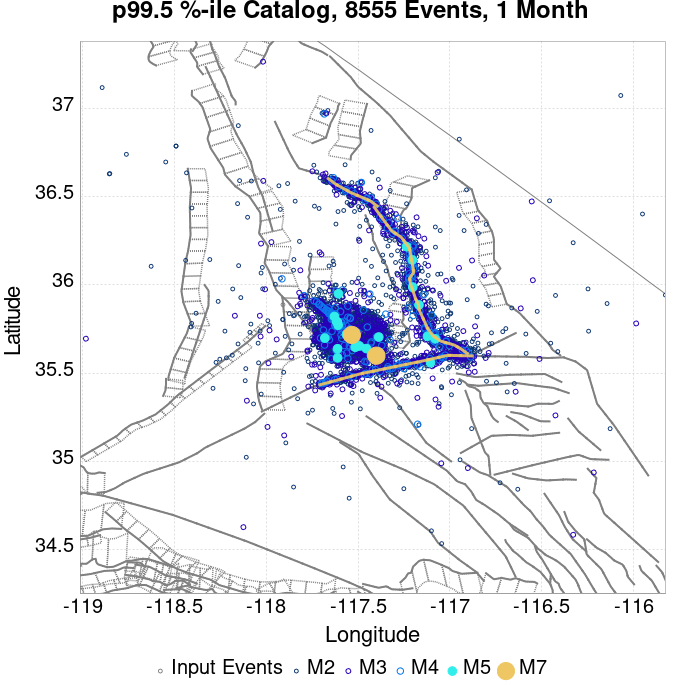 p99.5 %-ile Catalog, 8555 Events, 1 Month
37
36.5
36
35.5
35
34.5
Latitude
-119 -118.5 -118 -117.5 -117 -116.5 -116
Longitude
Input Events M2 M3 M4 M5 M7